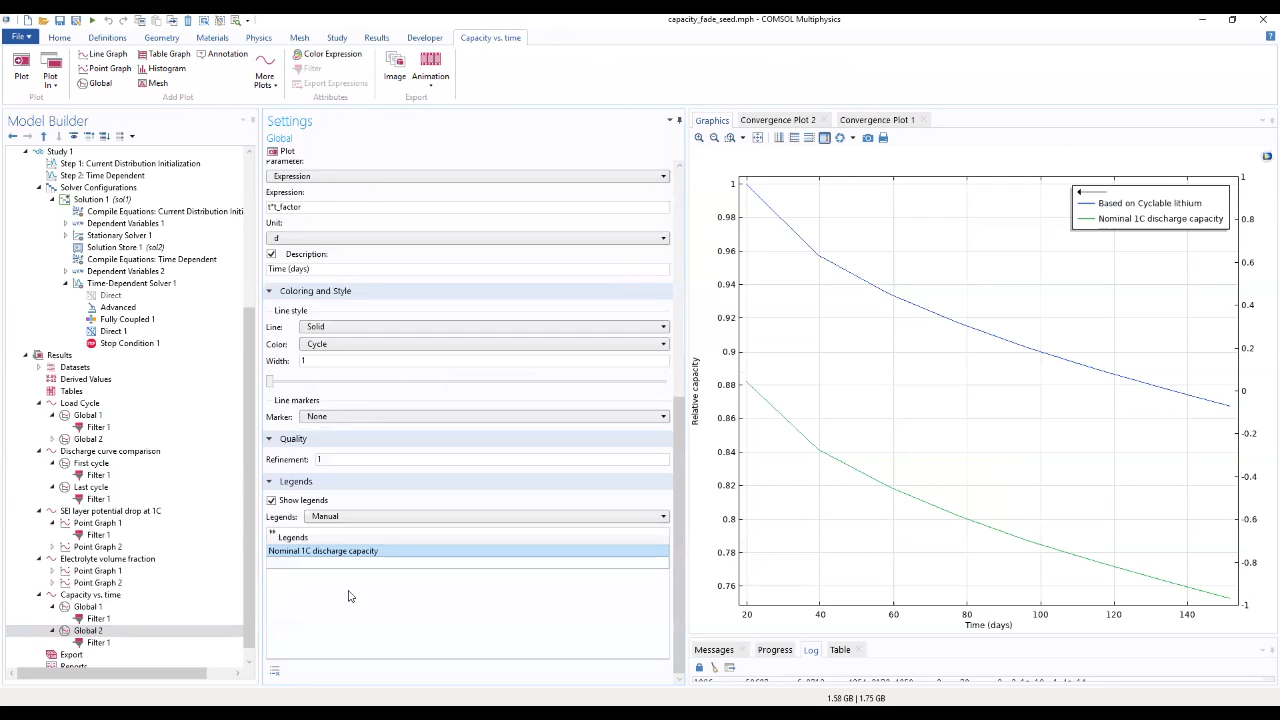 capacity_fade_seed.mph - COMSOL Multiphysics
File
Home
Definitions
Geometry
Materials
Physics
Mesh
Study
Results
Developer
Capacity vs. time
Plot
Plot In
Plot
Line Graph
Point Graph
Global
Table Graph
Histogram
Mesh
Annotation
More Plots
Add Plot
Color Expression
Filter
Export Expressions
Attributes
Image
Animation
Export
Model Builder
Study 1
Step 1: Current Distribution Initialization
Step 2: Time Dependent
Solver Configurations
Solution 1 (sol1)
Compile Equations: Current Distribution Initi
Dependent Variables 1
Stationary Solver 1
Solution Store 1 (sol2)
Compile Equations: Time Dependent
Dependent Variables 2
Time-Dependent Solver 1
Direct
Advanced
Fully Coupled 1
Direct 1
Stop Condition 1
Results
Datasets
Derived Values
Tables
Load Cycle
Global 1
Filter 1
Global 2
Discharge curve comparison
First cycle
Filter 1
Last cycle
Filter 1
SEI layer potential drop at 1C
Point Graph 1
Filter 1
Point Graph 2
Electrolyte volume fraction
Point Graph 1
Point Graph 2
Capacity vs. time
Global 1
Filter 1
Global 2
Filter 1
Export
Reports
Settings
Global
Plot
Parameter:
Expression
Expression:
t*t_factor
Unit:
d
Description:
Time (days)
Coloring and Style
Line style
Line: Solid
Color: Cycle
Width: 1
Line markers
Marker: None
Quality
Refinement: 1
Legends
Show legends
Legends: Manual
Legends
Nominal 1C discharge capacity
Graphics
Convergence Plot 2
Convergence Plot 1
Based on Cyclable lithium
Nominal 1C discharge capacity
1
0.98
0.96
0.94
0.92
0.9
0.88
0.86
0.84
0.82
0.8
0.78
0.76
Relative capacity
1
0.8
0.6
0.4
0.2
0
-0.2
-0.4
-0.6
-0.8
-1
20 40 60 80 100 120 140
Time (days)
Messages
Progress
Log
Table
1.58 GB | 1.75 GB